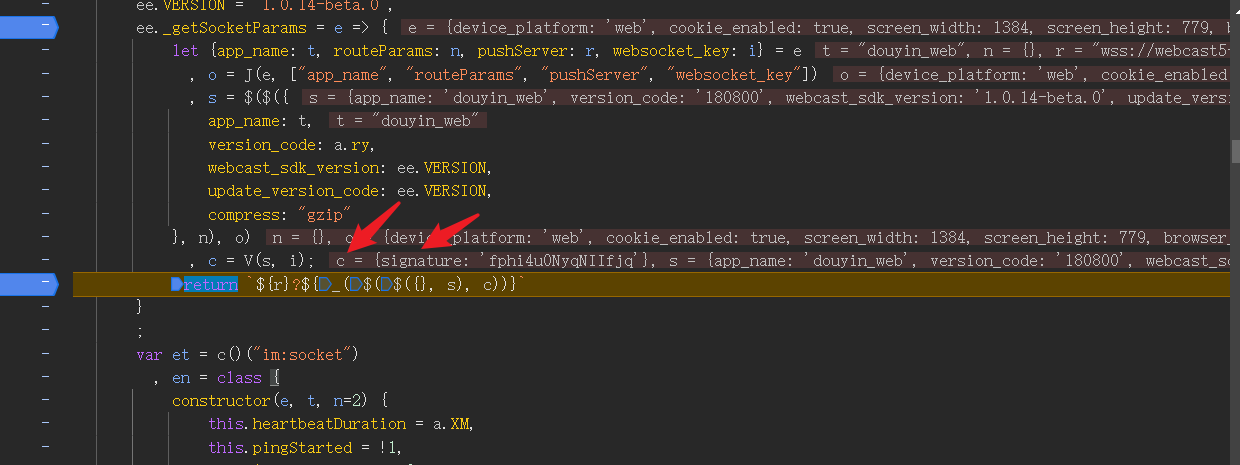 ee.VERSION = "1.0.14-beta.0",
ee._getSocketParams = e => { e = {device_platform: 'web', cookie_enabled: true, screen_width: 1384, screen_height: 779, b
let {app_name: t, routeParams: n, pushServer: r, websocket_key: i} = e t = "douyin_web", n = {}, r = "wss://webcast5-
, o = J(e, ["app_name", "routeParams", "pushServer", "websocket_key"]) o = {device_platform: 'web', cookie_enabled
, s = $($({ s = {app_name: 'douyin_web', version_code: '180800', webcast_sdk_version: '1.0.14-beta.0', update_versi
app_name: t, t = "douyin_web"
version_code: a.ry,
webcast_sdk_version: ee.VERSION,
update_version_code: ee.VERSION,
compress: "gzip"
}, n), o) n = {}, o = {device_platform: 'web', cookie_enabled: true, screen_width: 1384, screen_height: 779, browser_
, c = V(s, i); c = {signature: 'fphi4u0NyqNIIfjq'}, s = {app_name: 'douyin_web', version_code: '180800', webcast_sd
return `${r}?${_($($({}, s), c))}`
}
;
var et = c()("im:socket")
, en = class {
constructor(e, t, n=2) {
this.heartbeatDuration = a.XM,
this.pingStarted = !1,